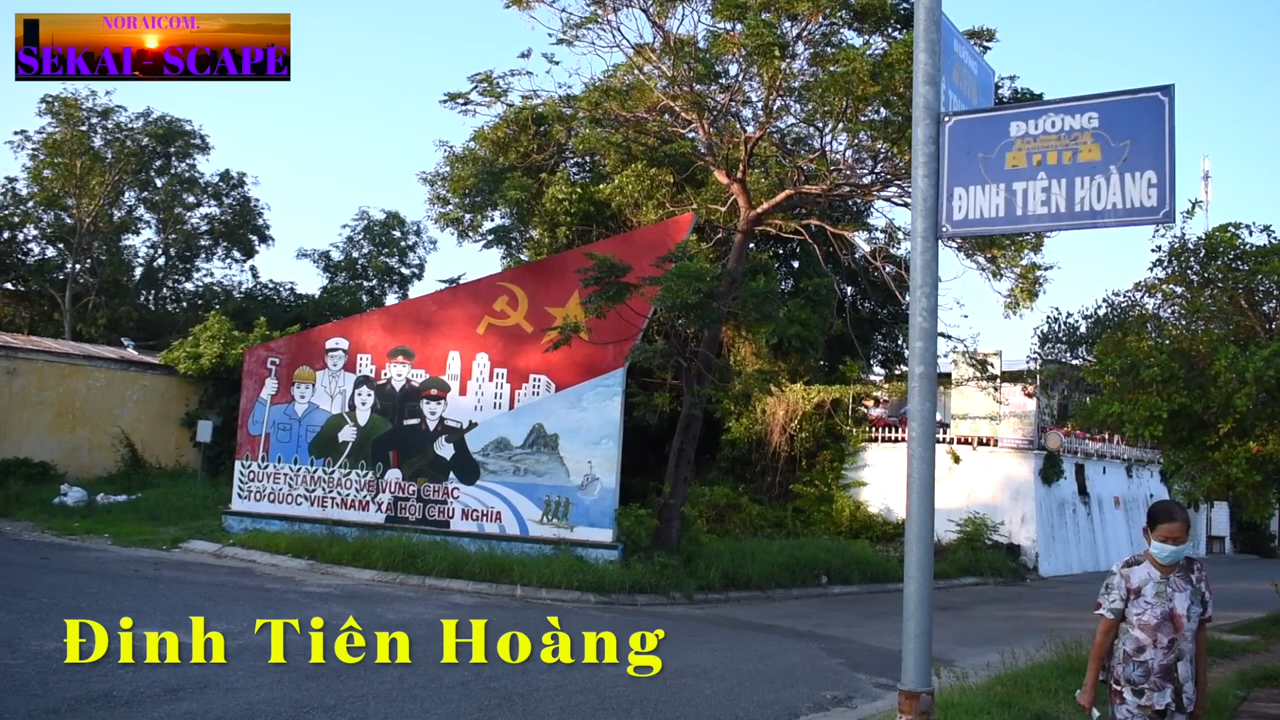 NORAICOM.
SEKAI - SCAPE
ĐƯỜNG
ĐƯỜNG
ĐINH TIÊN HOÀNG
QUYẾT TÂM BẢO VỆ VỮNG CHẮC
TỔ QUỐC VIỆT NAM XÃ HỘI CHỦ NGHĨA
Đinh Tiên Hoàng